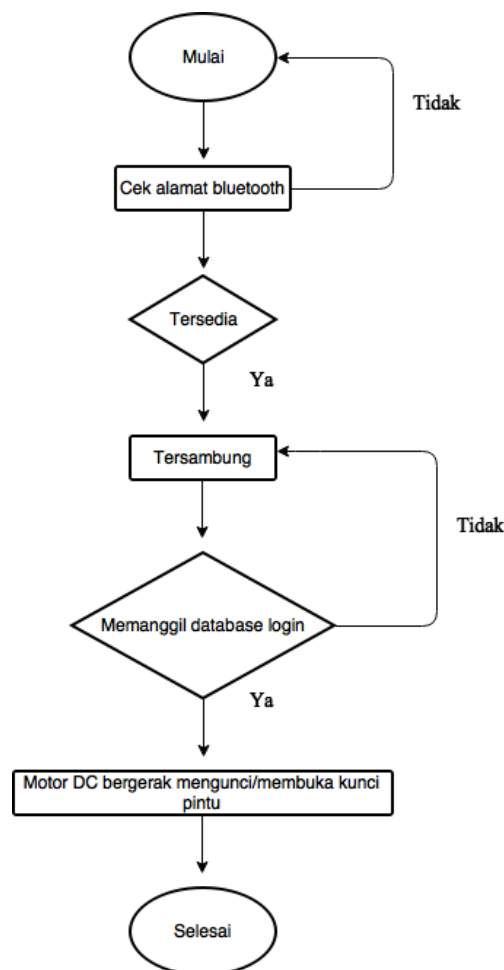 Mulai
Tidak
Cek alamat bluetooth
Tersedia
Ya
Tersambung
Tidak
Memanggil database login
Ya
Motor DC bergerak mengunci/membuka kunci
pintu
Selesai